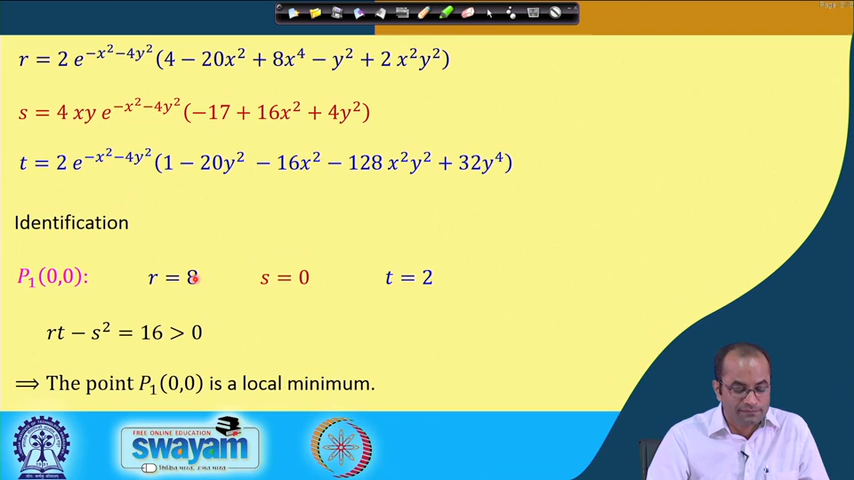 r = 2 e^{−x^2−4y^2}(4 − 20x^2 + 8x^4 − y^2 + 2 x^2y^2)
s = 4 xy e^{−x^2−4y^2}(−17 + 16x^2 + 4y^2)
t = 2 e^{−x^2−4y^2}(1 − 20y^2 − 16x^2 − 128 x^2y^2 + 32y^4)
Identification
P_1(0,0): r = 8 s = 0 t = 2
rt − s^2 = 16 > 0
⟹ The point P_1(0,0) is a local minimum.
FREE ONLINE EDUCATION
swayam